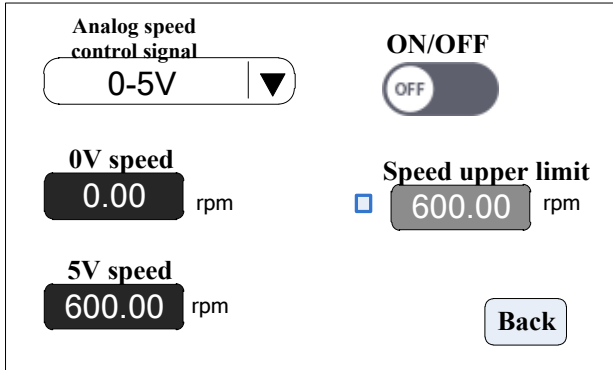 Analog speed
control signal
0-5V
ON/OFF
OFF
0V speed
0.00 rpm
Speed upper limit
600.00 rpm
5V speed
600.00 rpm
Back